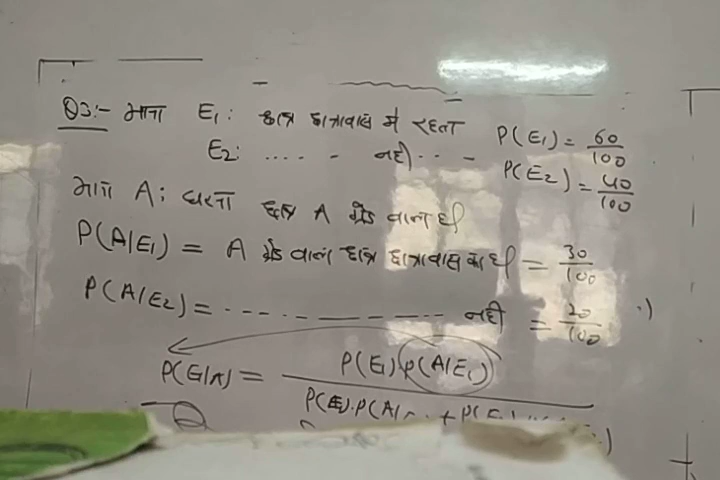 Q3:- माना E₁: छात्र छात्रावास में रहता P(E₁) = 60/100
E₂: .... - नहीं .. - P(E₂) = 40/100
माना A: घटना छात्र A ग्रेड वाला हो
P(A|E₁) = A ग्रेड वाला छात्र छात्रावास का हो = 30/100
P(A|E₂) = - - - - - - - - - नहीं = 20/100
P(E₁|A) = P(E₁) P(A|E₁)
P(E₁).P(A| + P(E